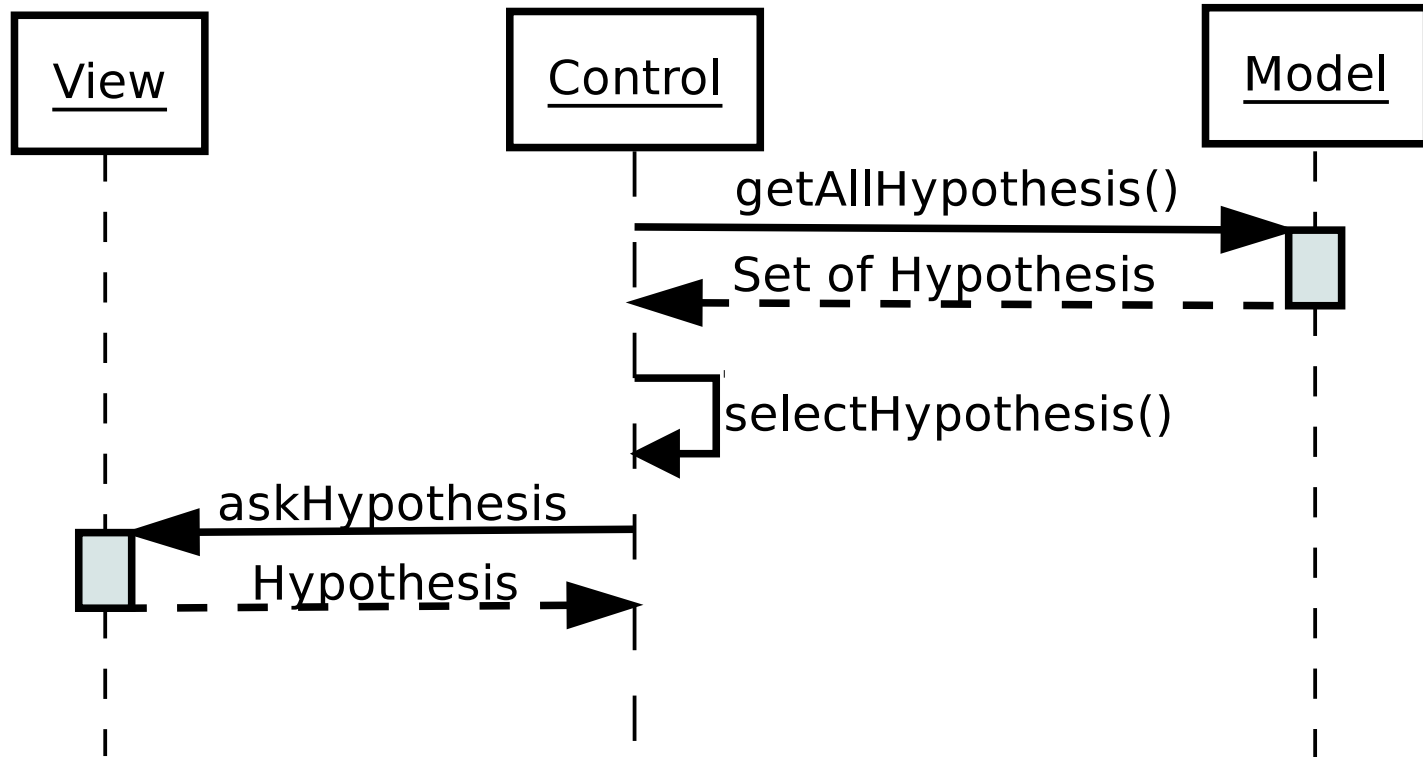 View
Control
Model
getAllHypothesis()
Set of Hypothesis
selectHypothesis()
askHypothesis
Hypothesis